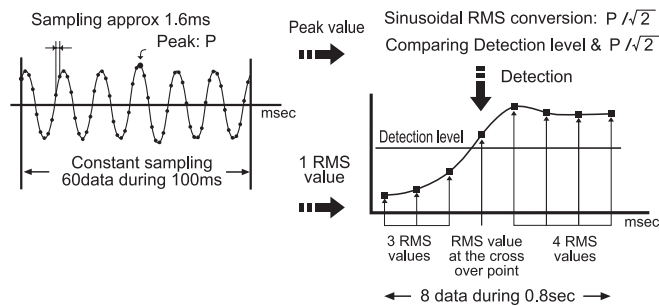 Sampling approx 1.6ms
Peak: P
msec
Constant sampling
60data during 100ms
Peak value
1 RMS
value
Sinusoidal RMS conversion: P/√2
Comparing Detection level & P/√2
Detection
Detection level
msec
3 RMS
values
RMS value
at the cross
over point
4 RMS
values
8 data during 0.8sec